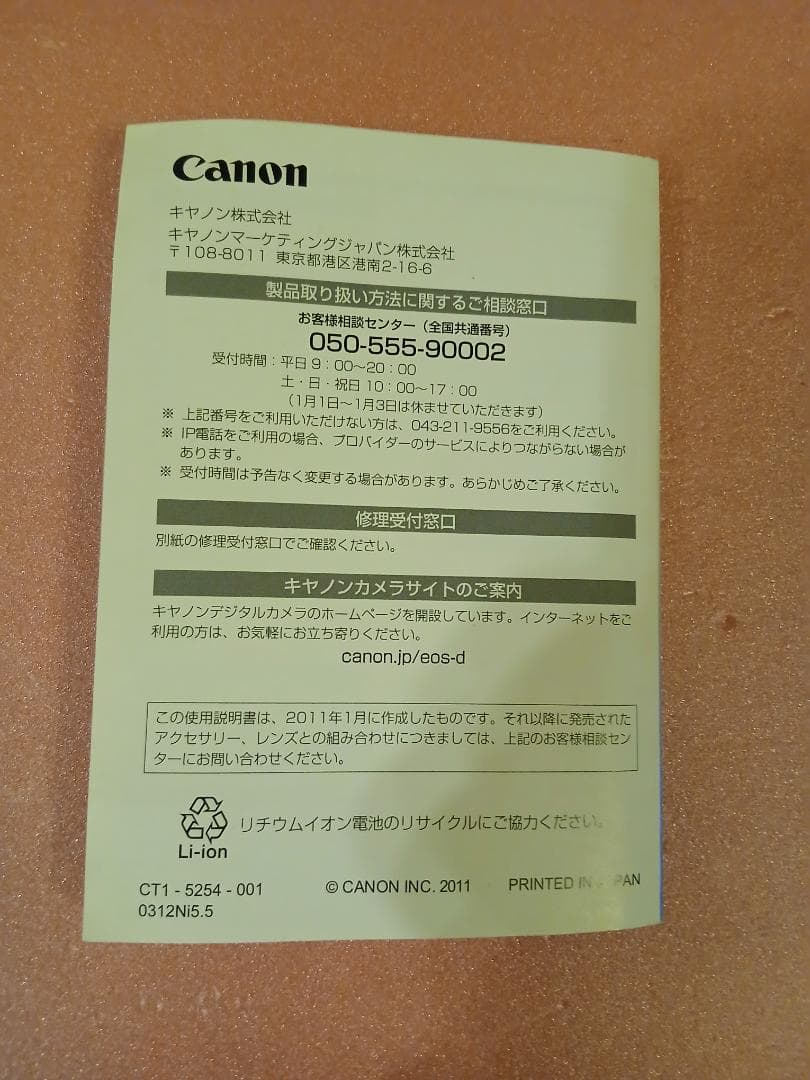 Canon
キヤノン株式会社
キヤノンマーケティングジャパン株式会社
〒108-8011 東京都港区港南2-16-6
製品取り扱い方法に関するご相談窓口
お客様相談センター（全国共通番号）
050-555-90002
受付時間：平日 9：00～20：00
土・日・祝日 10：00～17：00
（1月1日～1月3日は休ませていただきます）
※ 上記番号をご利用いただけない方は、043-211-9556をご利用ください。
※ IP電話をご利用の場合、プロバイダーのサービスによりつながらない場合が
あります。
※ 受付時間は予告なく変更する場合があります。あらかじめご了承ください。
修理受付窓口
別紙の修理受付窓口でご確認ください。
キヤノンカメラサイトのご案内
キヤノンデジタルカメラのホームページを開設しています。インターネットをご
利用の方は、お気軽にお立ち寄りください。
canon.jp/eos-d
この使用説明書は、2011年1月に作成したものです。それ以降に発売された
アクセサリー、レンズとの組み合わせにつきましては、上記のお客様相談セン
ターにお問い合わせください。
リチウムイオン電池のリサイクルにご協力ください。
Li-ion
CT1 - 5254 - 001 © CANON INC. 2011 PRINTED IN JAPAN
0312Ni5.5